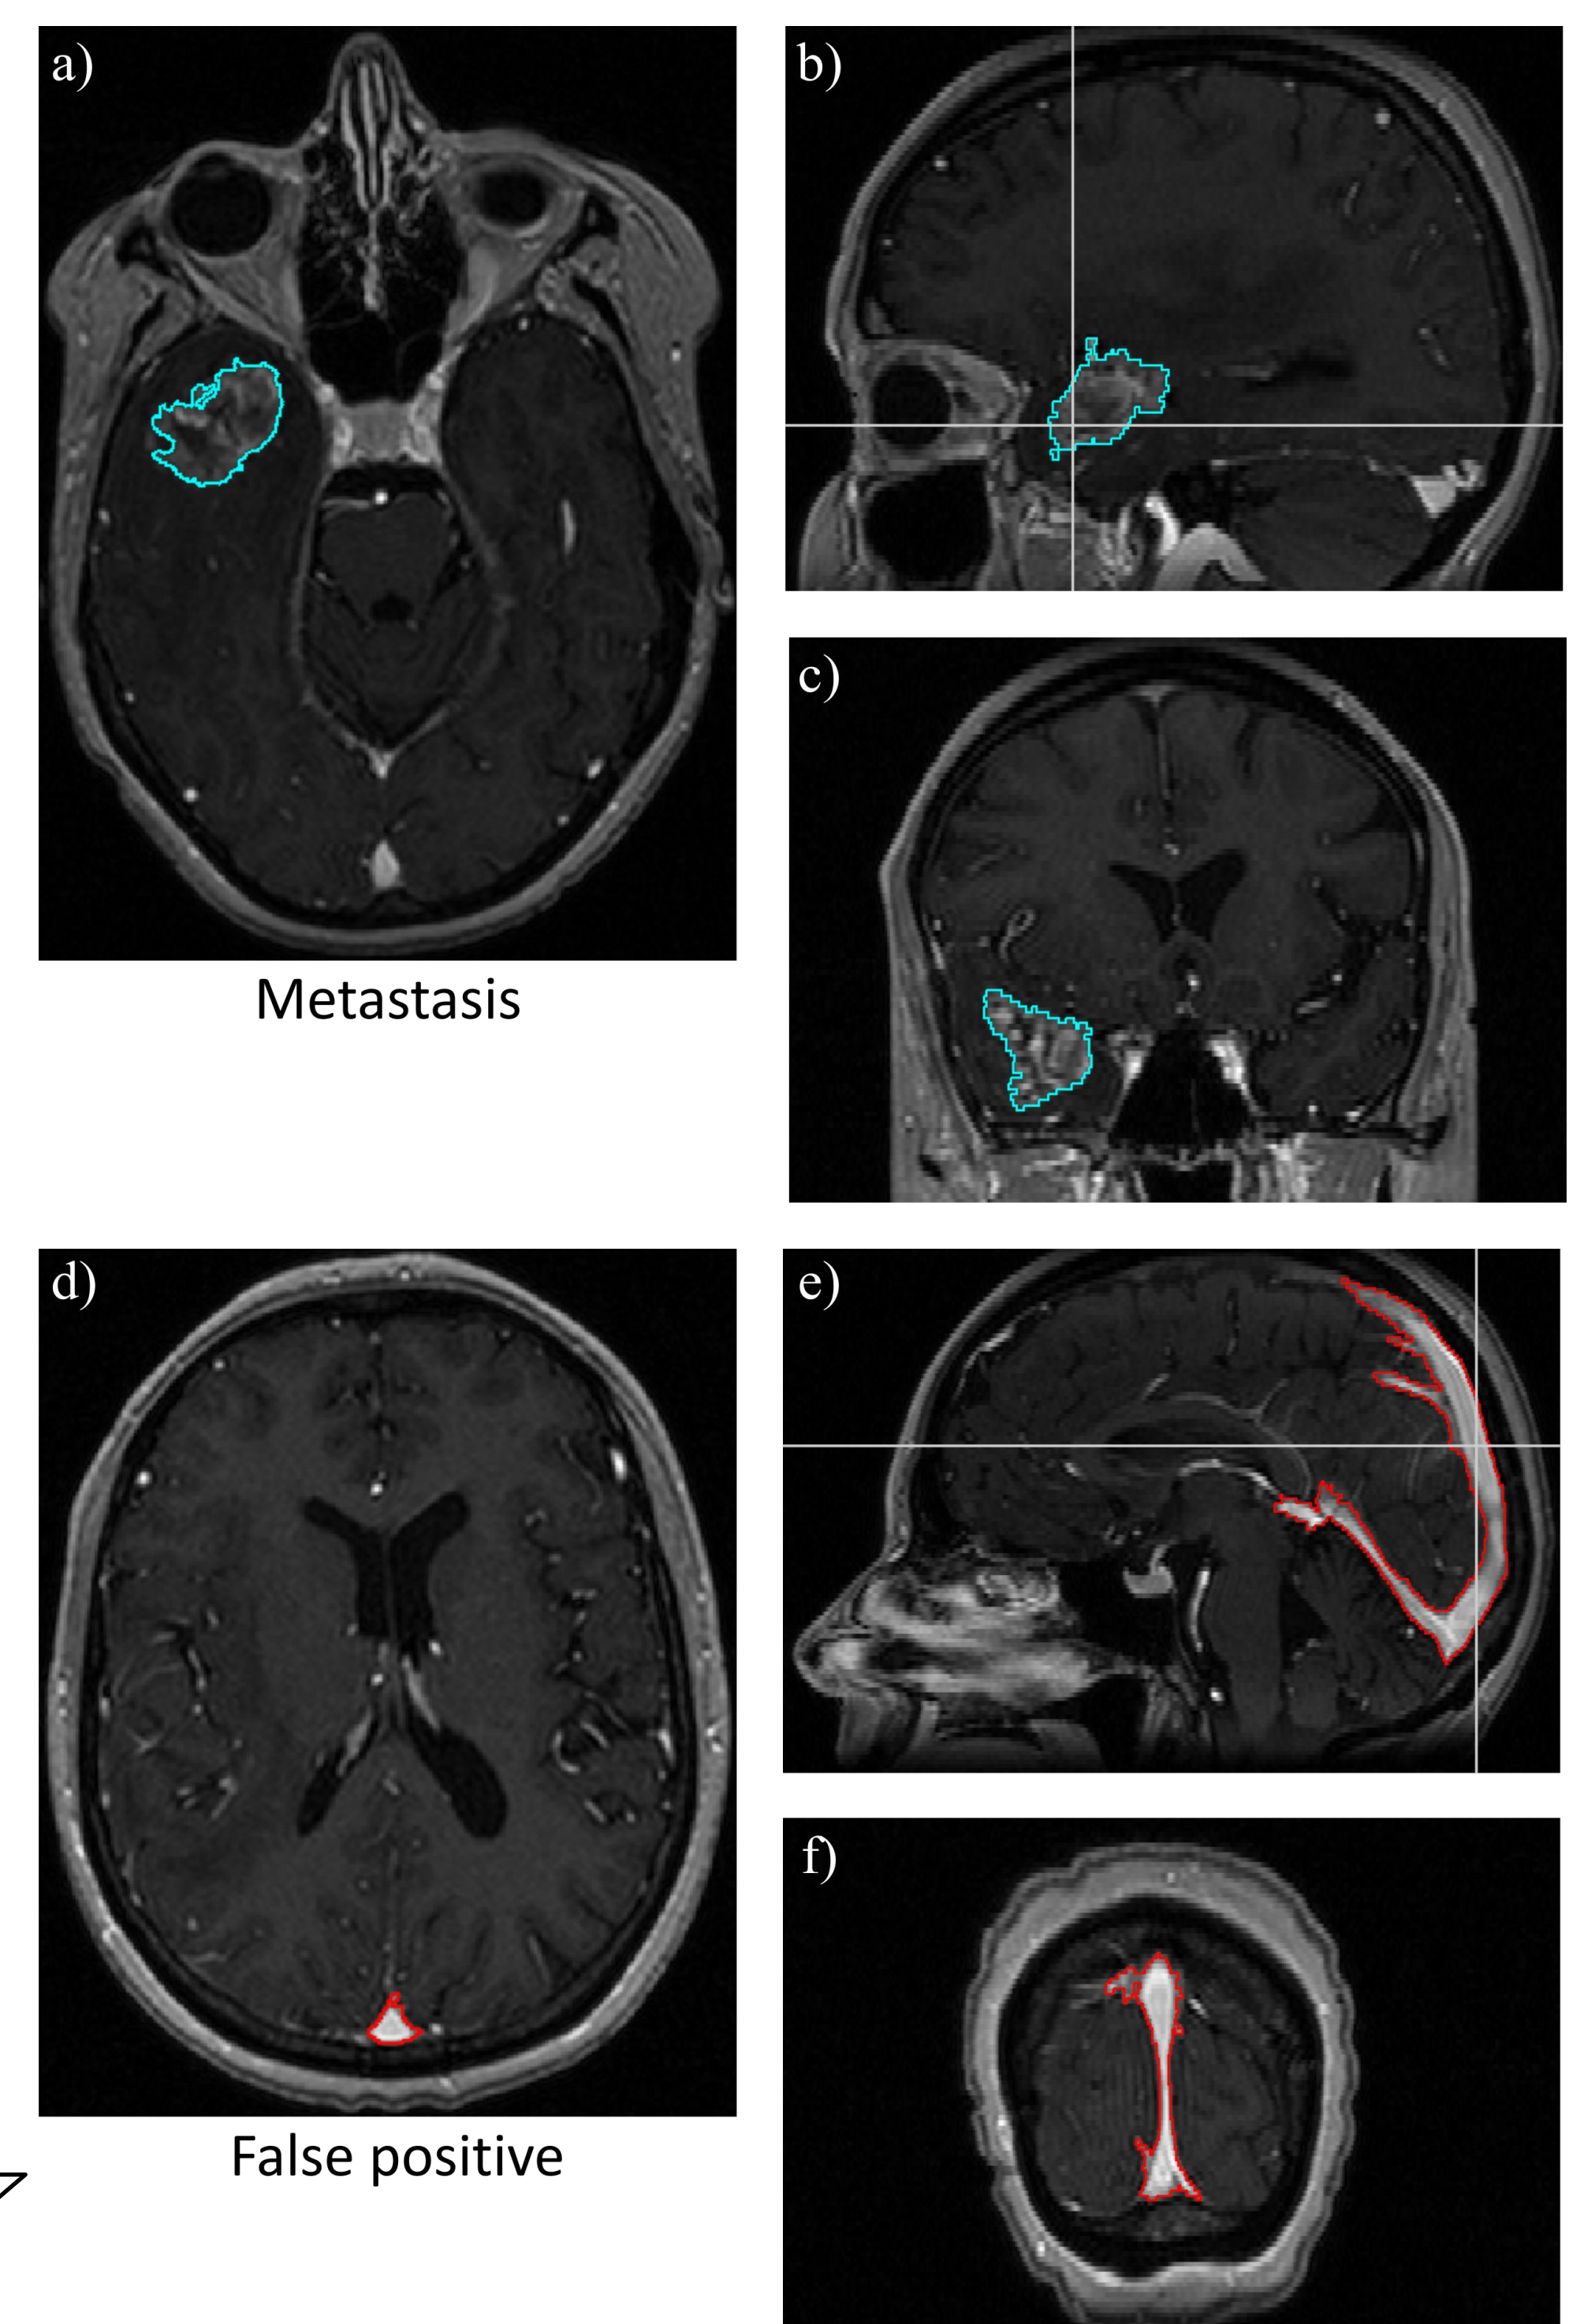 a)
b)
c)
Metastasis
d)
e)
f)
False positive